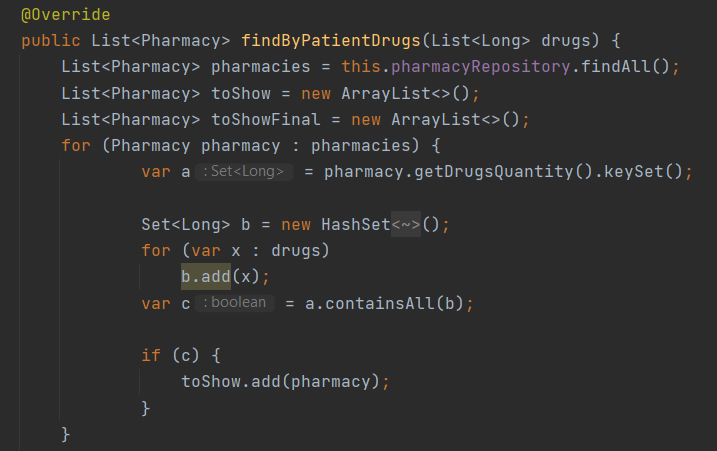 @Override
public List<Pharmacy> findByPatientDrugs(List<Long> drugs) {
List<Pharmacy> pharmacies = this.pharmacyRepository.findAll();
List<Pharmacy> toShow = new ArrayList<>();
List<Pharmacy> toShowFinal = new ArrayList<>();
for (Pharmacy pharmacy : pharmacies) {
var a : Set<Long> = pharmacy.getDrugsQuantity().keySet();
Set<Long> b = new HashSet<~>();
for (var x : drugs)
b.add(x);
var c : boolean = a.containsAll(b);
if (c) {
toShow.add(pharmacy);
}
}